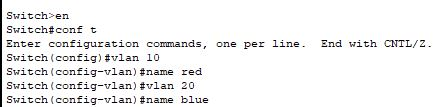 Switch>en
Switch#conf t
Enter configuration commands, one per line.  End with CNTL/Z.
Switch(config)#vlan 10
Switch(config-vlan)#name red
Switch(config-vlan)#vlan 20
Switch(config-vlan)#name blue